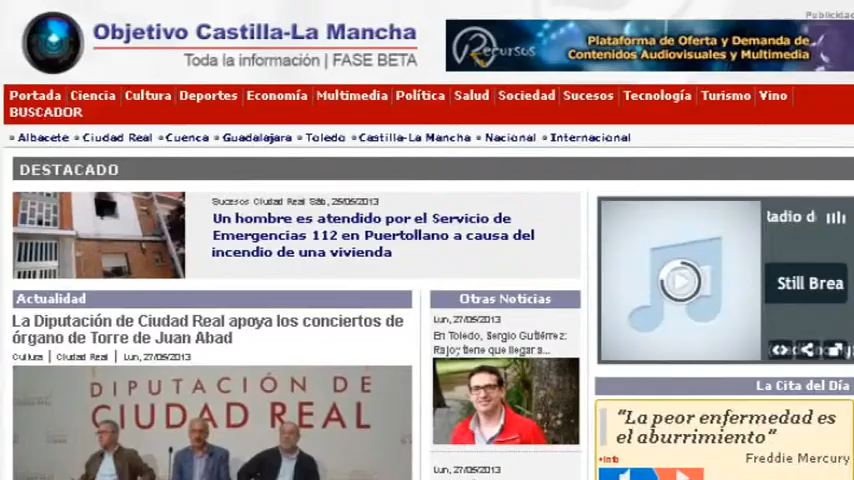 Publicidad
Objetivo Castilla-La Mancha
Toda la información | FASE BETA
Recursos
Plataforma de Oferta y Demanda de
Contenidos Audiovisuales y Multimedia
Portada Ciencia Cultura Deportes Economía Multimedia Política Salud Sociedad Sucesos Tecnología Turismo Vino
BUSCADOR
Albacete Ciudad Real Cuenca Guadalajara Toledo Castilla-La Mancha Nacional Internacional
DESTACADO
Sucesos Ciudad Real Sáb, 25/05/2013
Un hombre es atendido por el Servicio de
Emergencias 112 en Puertollano a causa del
incendio de una vivienda
Radio d
Still Brea
Actualidad
La Diputación de Ciudad Real apoya los conciertos de
órgano de Torre de Juan Abad
Cultura | Ciudad Real | Lun, 27/05/2013
DIPUTACIÓN DE
CIUDAD REAL
Otras Noticias
Lun, 27/05/2013
En Toledo, Sergio Gutiérrez:
Rajoy tiene que llegar a...
Lun, 27/05/2013
La Cita del Día
"La peor enfermedad es
el aburrimiento"
+info
Freddie Mercury